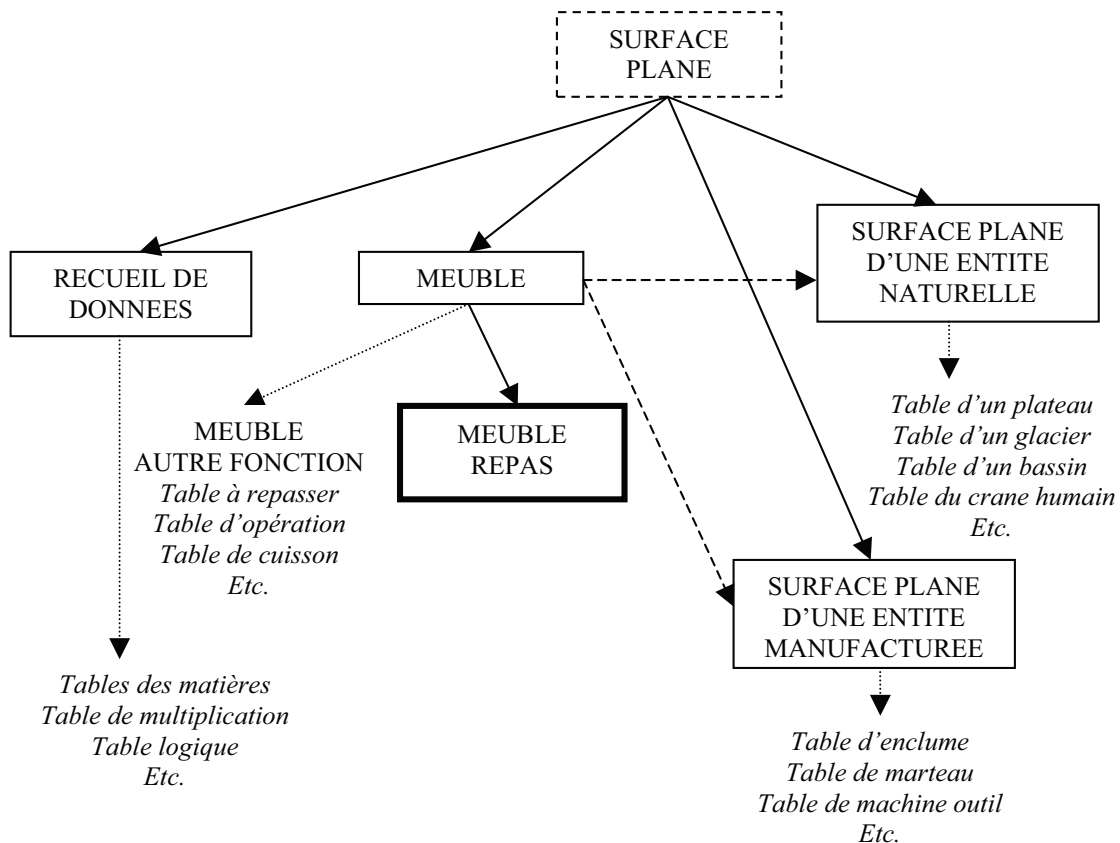 SURFACE
PLANE
RECUEIL DE
DONNEES
MEUBLE
SURFACE PLANE
D’UNE ENTITE
NATURELLE
MEUBLE
AUTRE FONCTION
Table à repasser
Table d’opération
Table de cuisson
Etc.
MEUBLE
REPAS
Table d’un plateau
Table d’un glacier
Table d’un bassin
Table du crane humain
Etc.
SURFACE PLANE
D’UNE ENTITE
MANUFACTUREE
Tables des matières
Table de multiplication
Table logique
Etc.
Table d’enclume
Table de marteau
Table de machine outil
Etc.